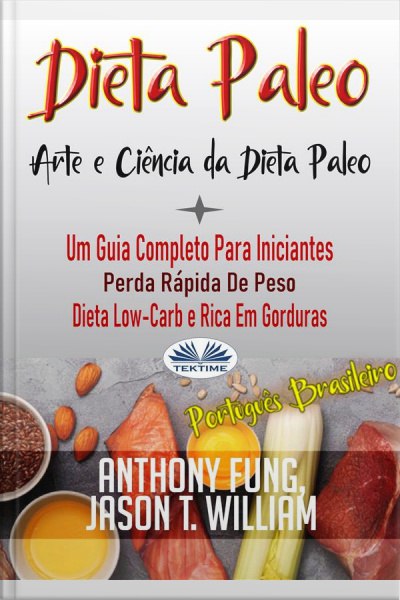 Dieta Paleo
Arte e Ciência da Dieta Paleo
Um Guia Completo Para Iniciantes
Perda Rápida De Peso
Dieta Low-Carb e Rica Em Gorduras
TEKTIME
Português Brasileiro
ANTHONY FUNG,
JASON T. WILLIAM